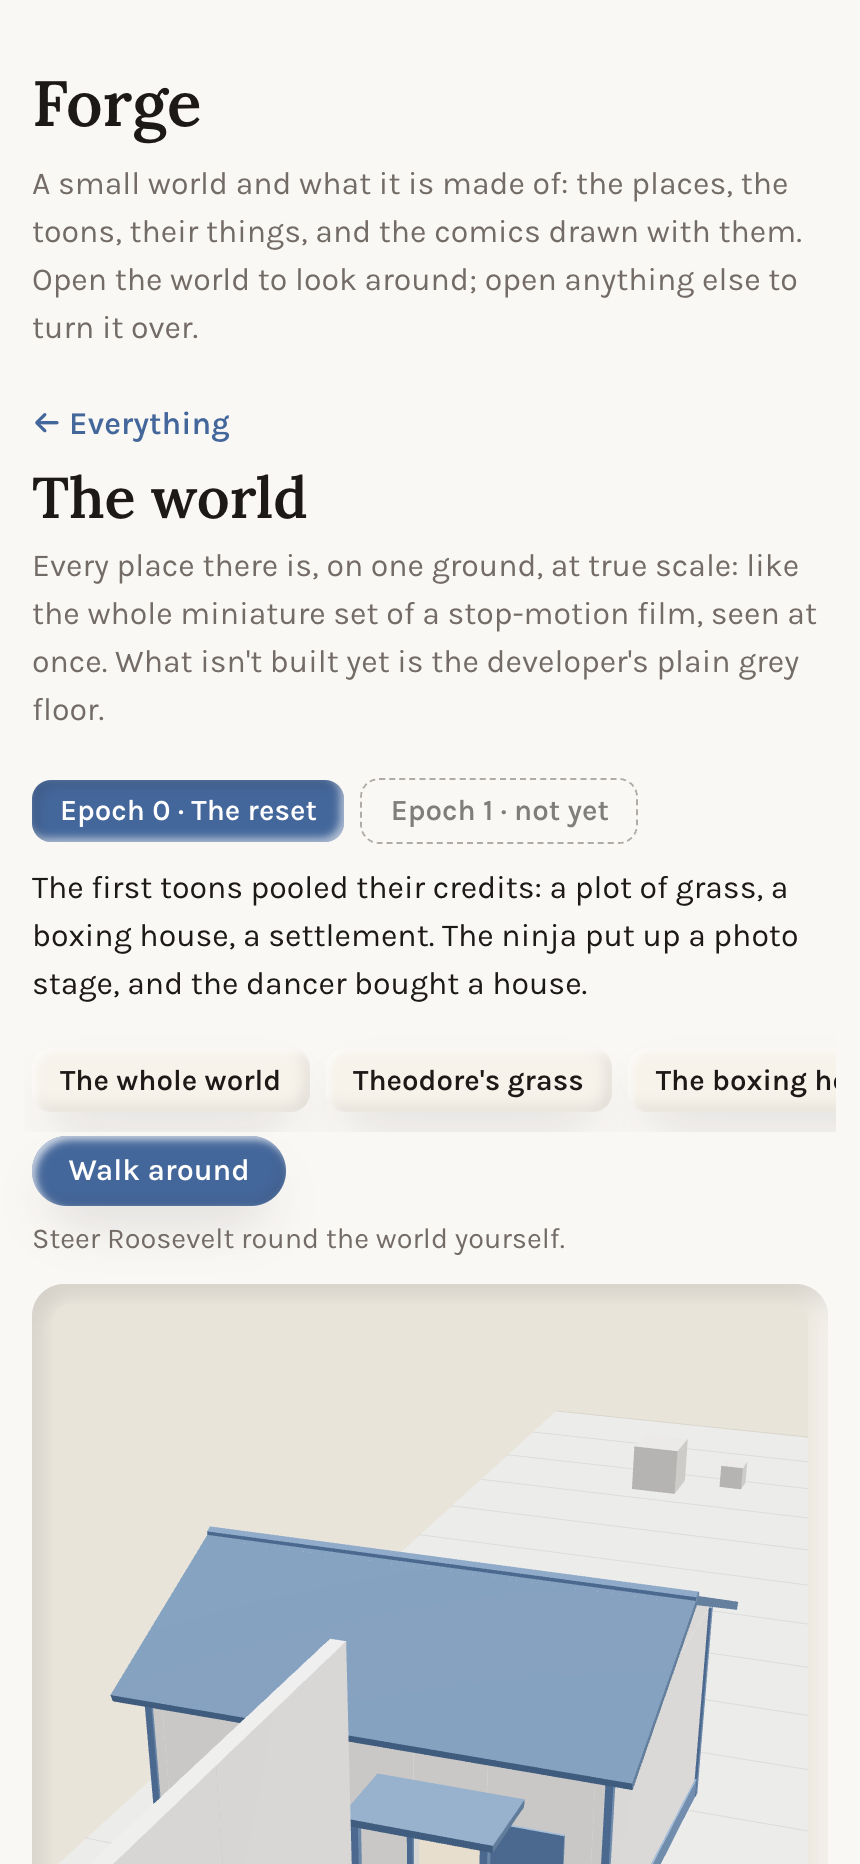 Forge
A small world and what it is made of: the places, the
toons, their things, and the comics drawn with them.
Open the world to look around; open anything else to
turn it over.
← Everything
The world
Every place there is, on one ground, at true scale: like
the whole miniature set of a stop-motion film, seen at
once. What isn't built yet is the developer's plain grey
floor.
Epoch 0 · The reset
Epoch 1 · not yet
The first toons pooled their credits: a plot of grass, a
boxing house, a settlement. The ninja put up a photo
stage, and the dancer bought a house.
The whole world
Theodore's grass
The boxing
Walk around
Steer Roosevelt round the world yourself.